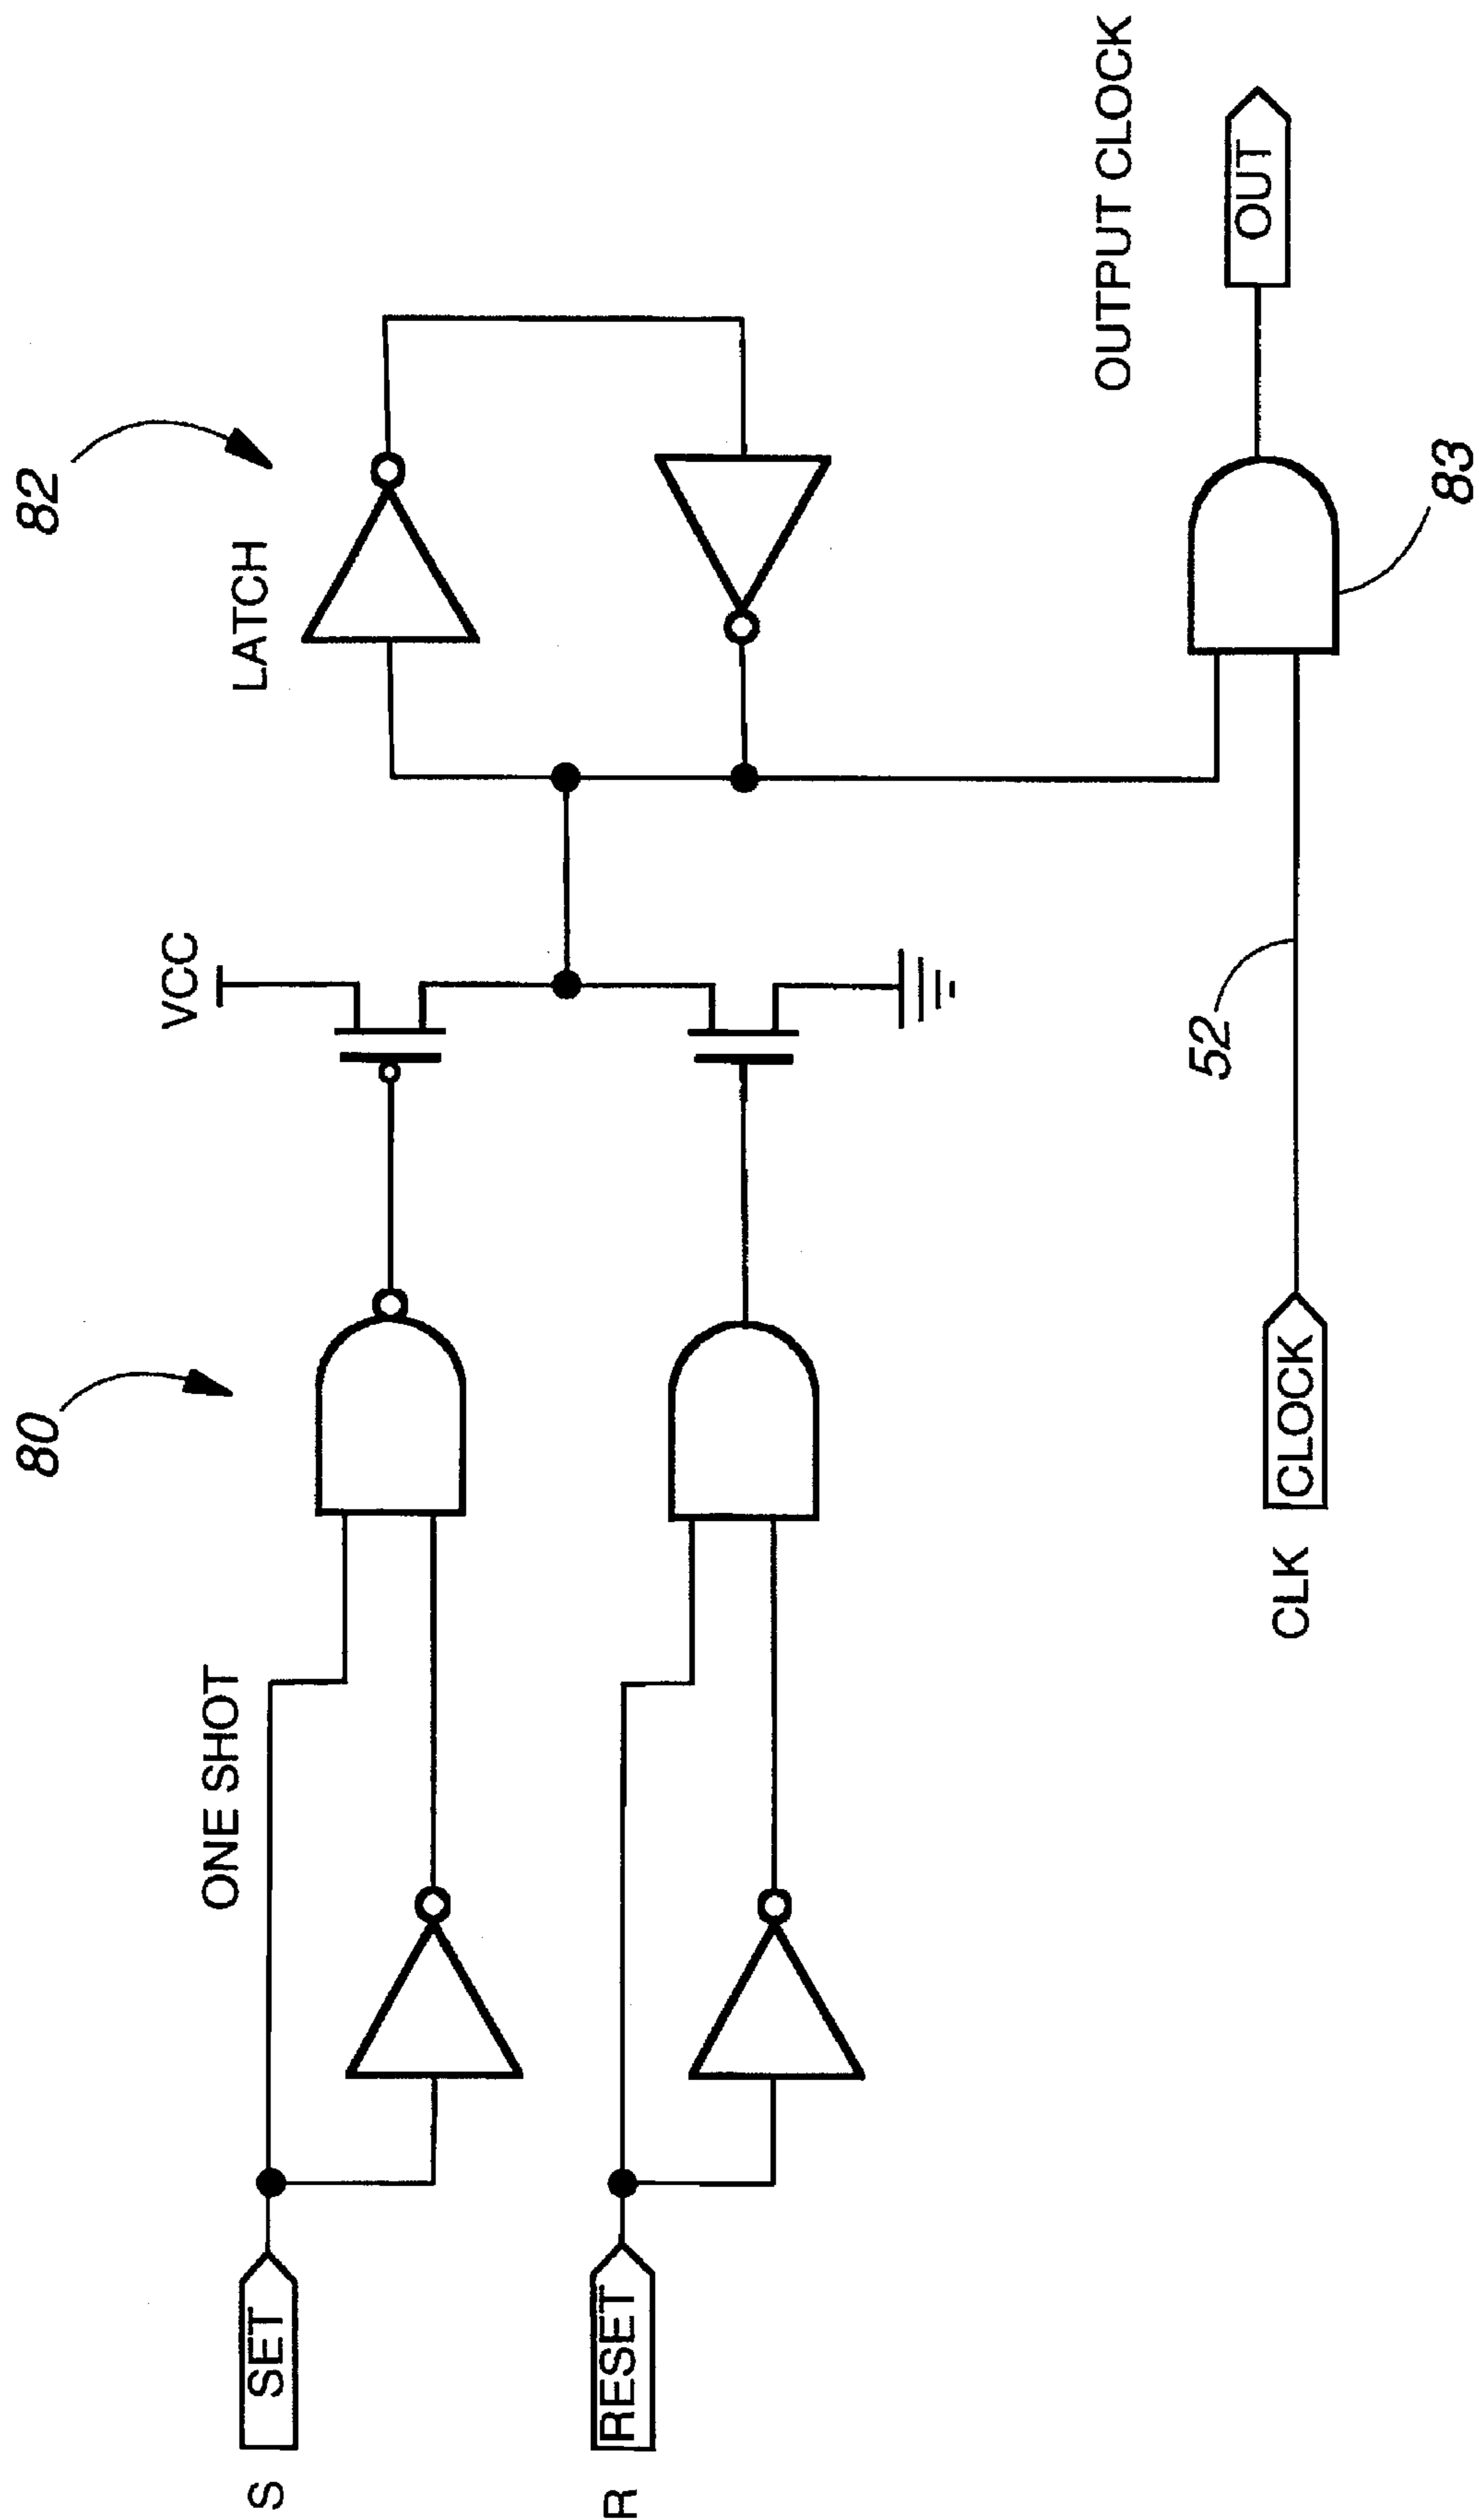 80
82
ONE SHOT
VCC
LATCH
S
SET
R
RESET
52
OUTPUT CLOCK
CLK
CLOCK
OUT
83